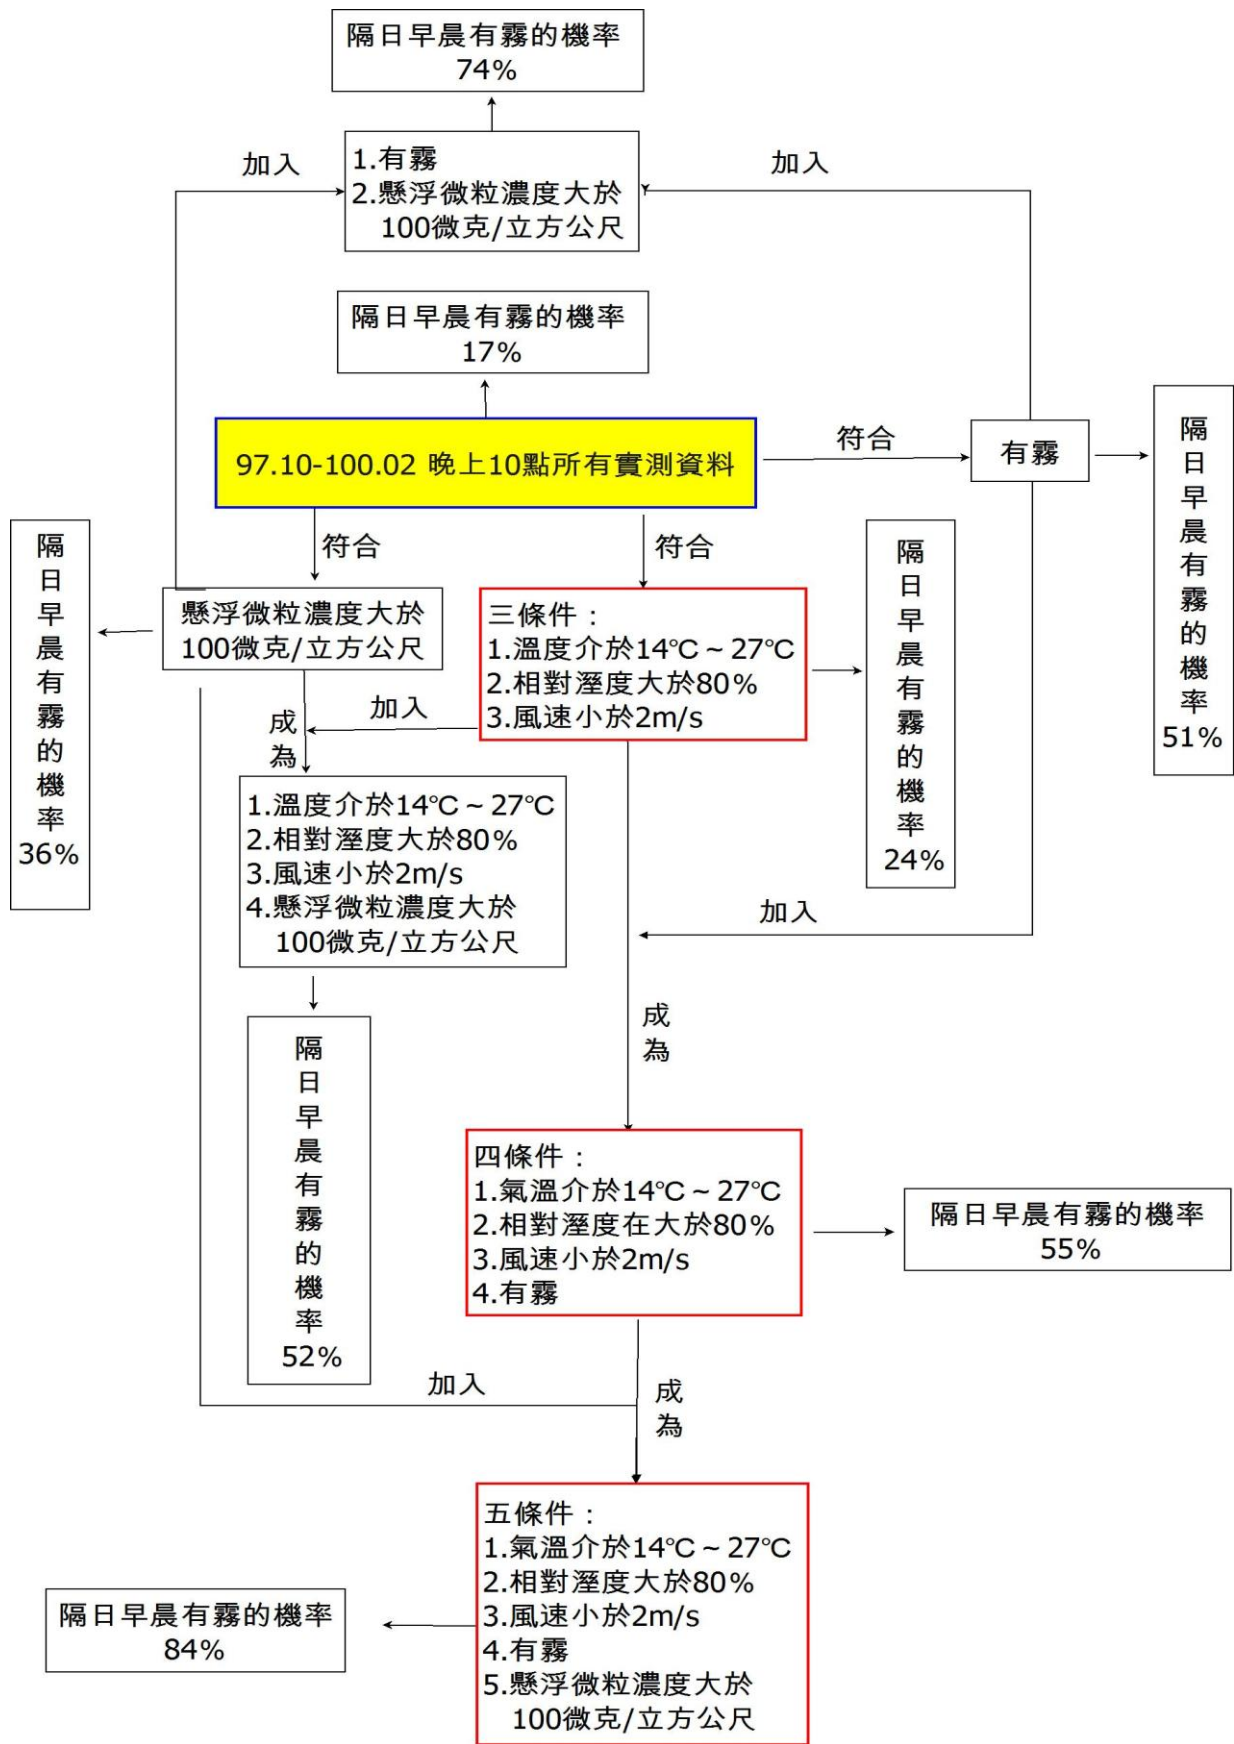 隔日早晨有霧的機率
74%
加入
1.有霧
2.懸浮微粒濃度大於
100微克/立方公尺
加入
隔日早晨有霧的機率
17%
97.10-100.02 晚上10點所有實測資料
符合
有霧
隔日早晨有霧的機率
51%
符合
符合
隔日早晨有霧的機率
36%
懸浮微粒濃度大於
100微克/立方公尺
三條件：
1.溫度介於14℃～27℃
2.相對溼度大於80%
3.風速小於2m/s
隔日早晨有霧的機率
24%
成為
加入
1.溫度介於14℃～27℃
2.相對溼度大於80%
3.風速小於2m/s
4.懸浮微粒濃度大於
100微克/立方公尺
加入
隔日早晨有霧的機率
52%
成為
四條件：
1.氣溫介於14℃～27℃
2.相對溼度在大於80%
3.風速小於2m/s
4.有霧
隔日早晨有霧的機率
55%
加入
成為
五條件：
1.氣溫介於14℃～27℃
2.相對溼度大於80%
3.風速小於2m/s
4.有霧
5.懸浮微粒濃度大於
100微克/立方公尺
隔日早晨有霧的機率
84%